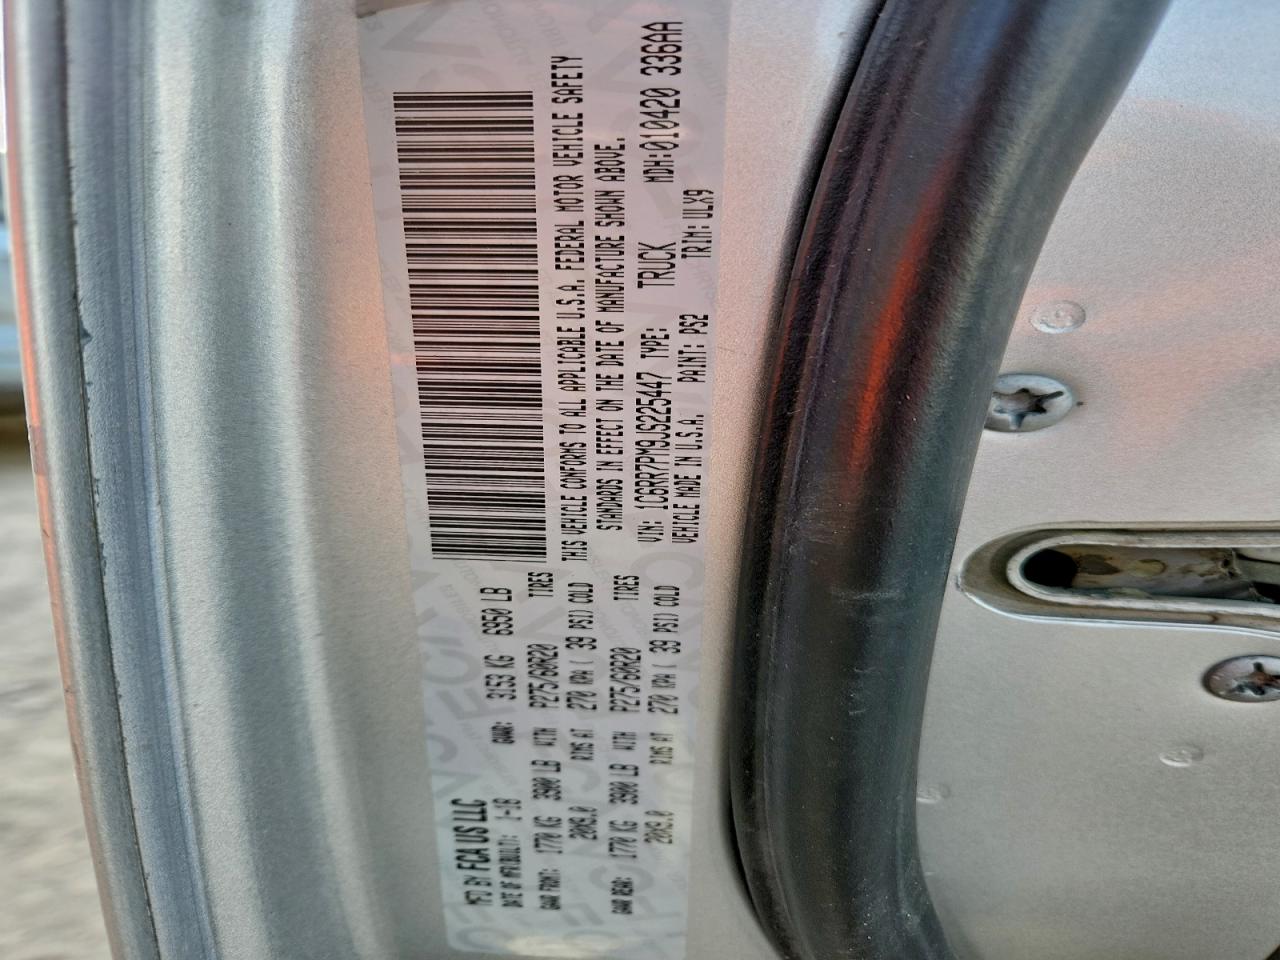 MFD BY FCA US LLC
DATE OF MFR(BUILT): 1-18 GVWR: 3153 KG 6950 LB
GAWR FRONT: 1770 KG 3900 LB WITH P275/60R20 TIRES
20X9.0 RIMS AT 270 KPA( 39 PSI) COLD
GAWR REAR: 1770 KG 3900 LB WITH P275/60R20 TIRES
20X9.0 RIMS AT 270 KPA( 39 PSI) COLD
THIS VEHICLE CONFORMS TO ALL APPLICABLE U.S.A. FEDERAL MOTOR VEHICLE SAFETY
STANDARDS IN EFFECT ON THE DATE OF MANUFACTURE SHOWN ABOVE.
VIN: 1C6RR7PM9JS225447 TYPE: TRUCK MDH:010420 336AA
VEHICLE MADE IN U.S.A. PAINT: PS2 TRIM: ULX9